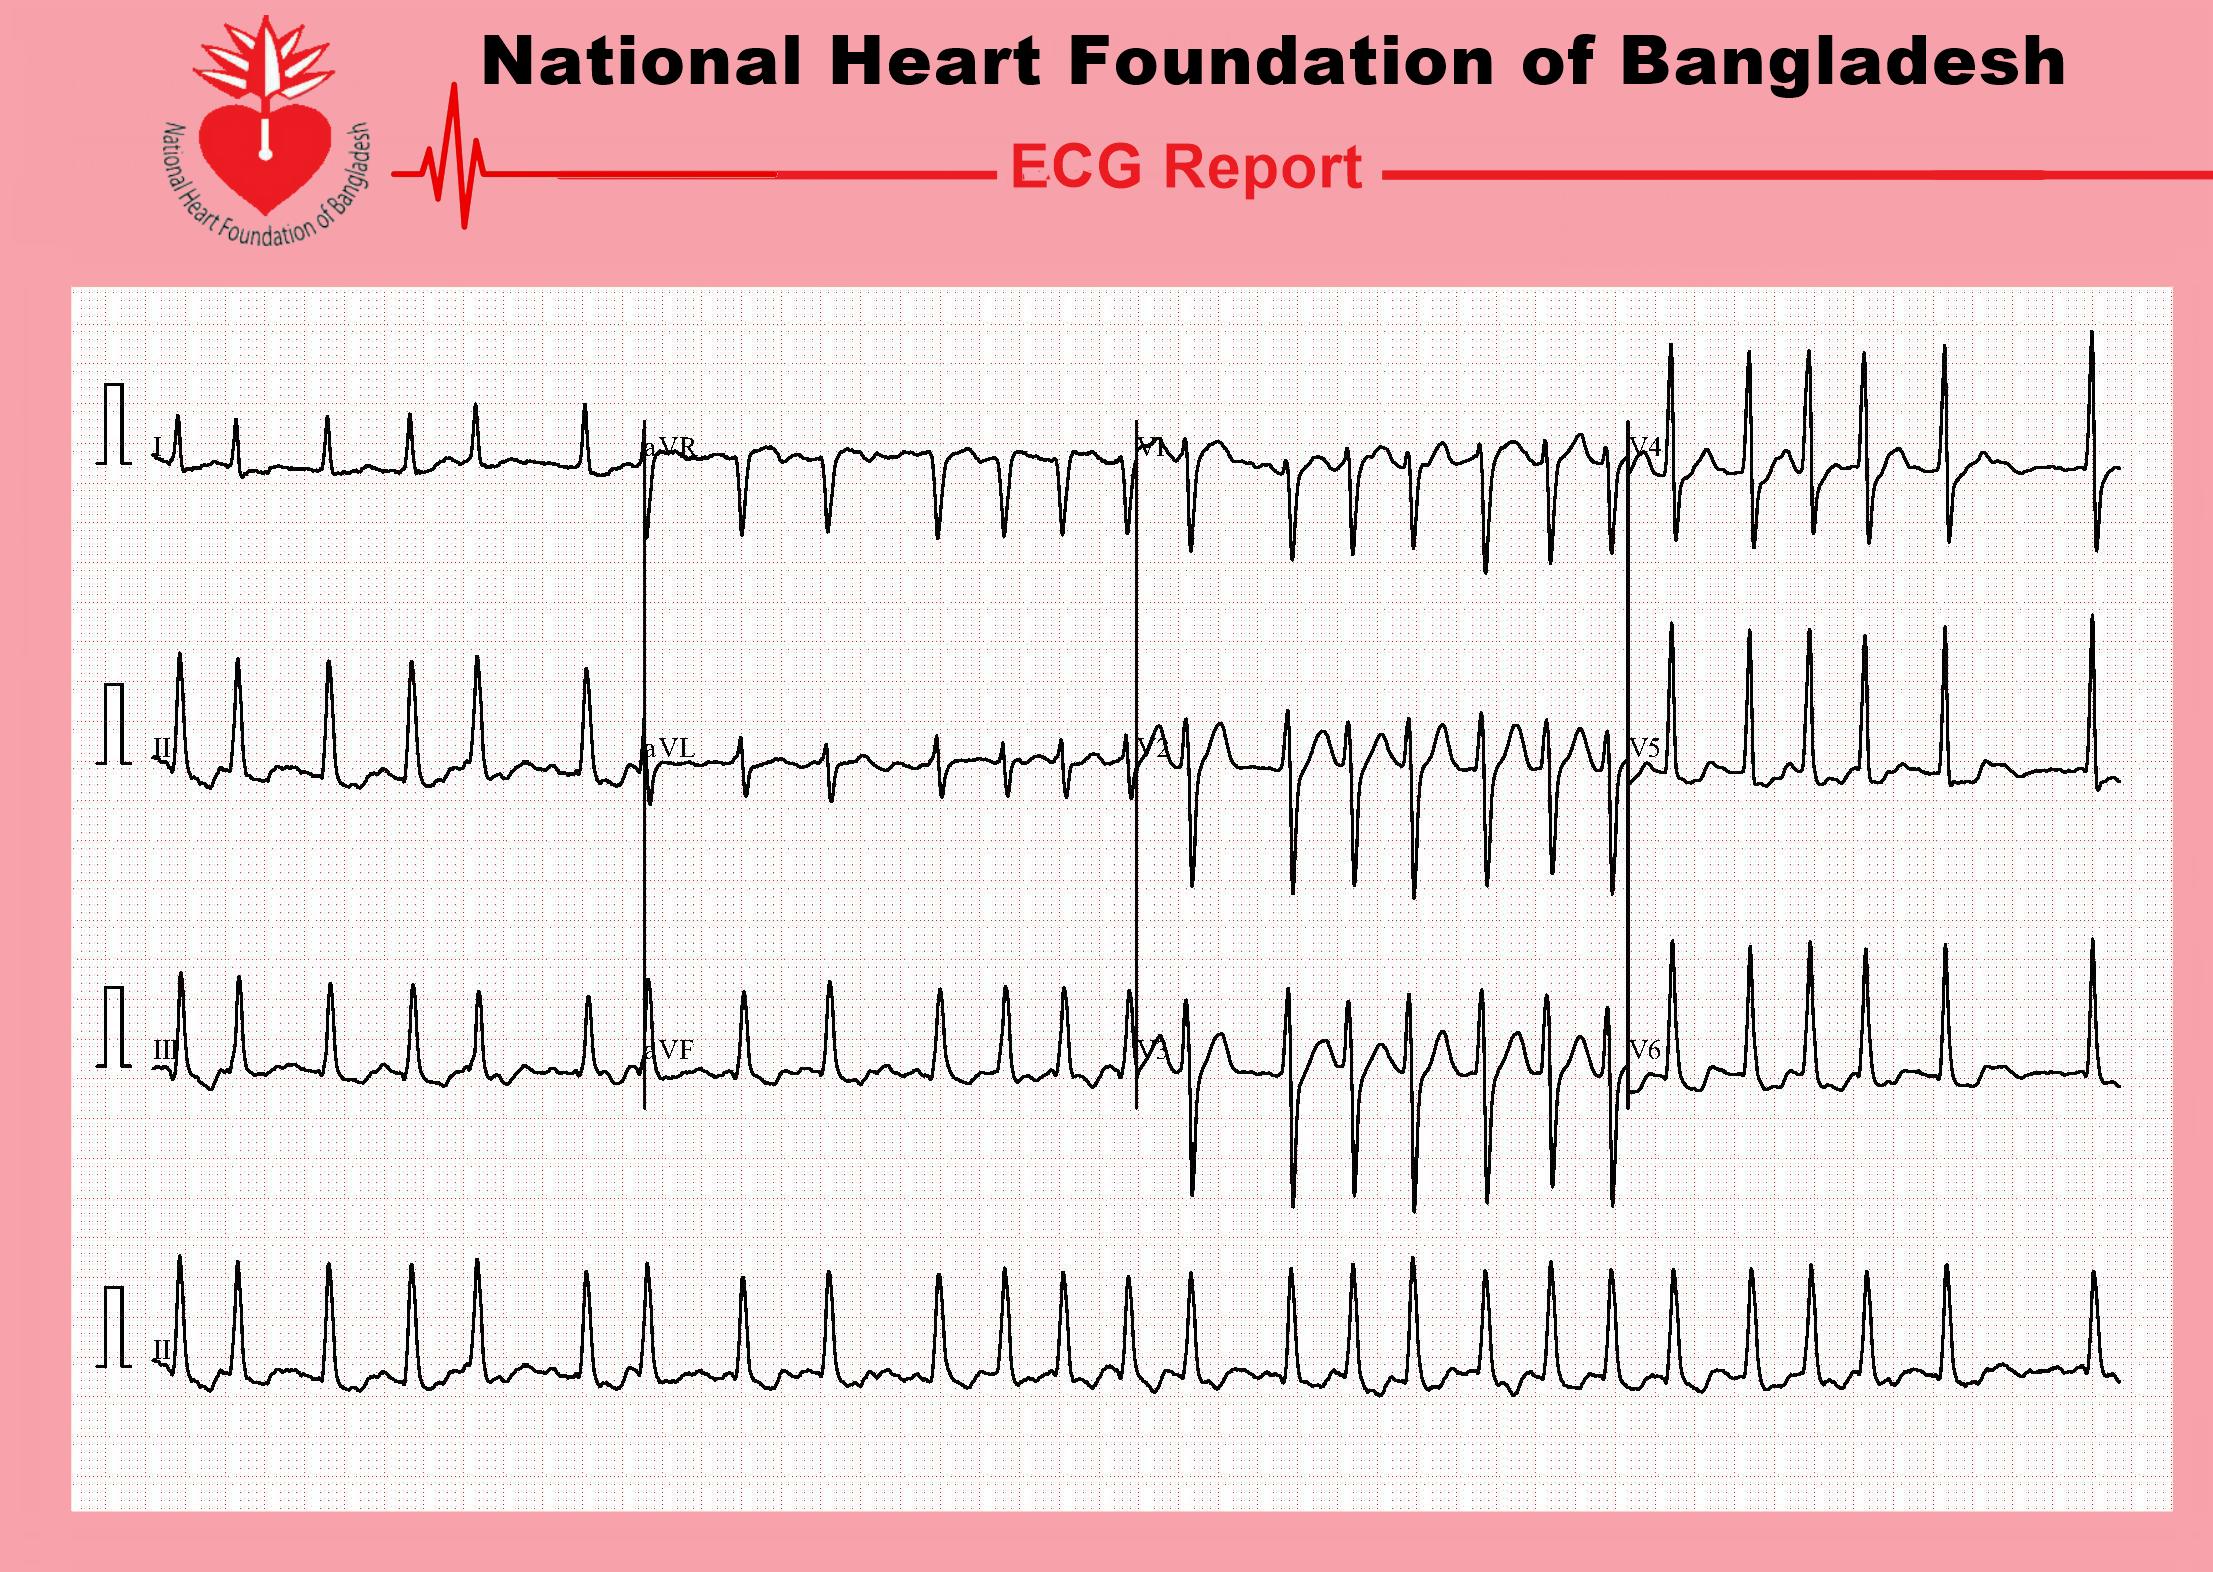 National Heart Foundation of Bangladesh
National Heart Foundation of Bangladesh
ECG Report
I
aVR
V1
V4
II
aVL
V2
V5
III
aVF
V3
V6
II